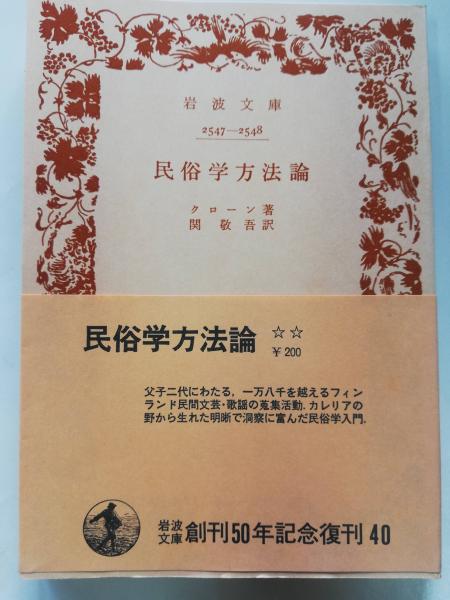 岩波文庫
2547—2548
民俗学方法論
クローン著
関敬吾訳
民俗学方法論 ☆☆
¥200
父子二代にわたる，一万八千を越えるフィン
ランド民間文芸・歌謡の蒐集活動．カレリアの
野から生れた明晰で洞察に富んだ民俗学入門．
岩波文庫 創刊50年記念復刊 40